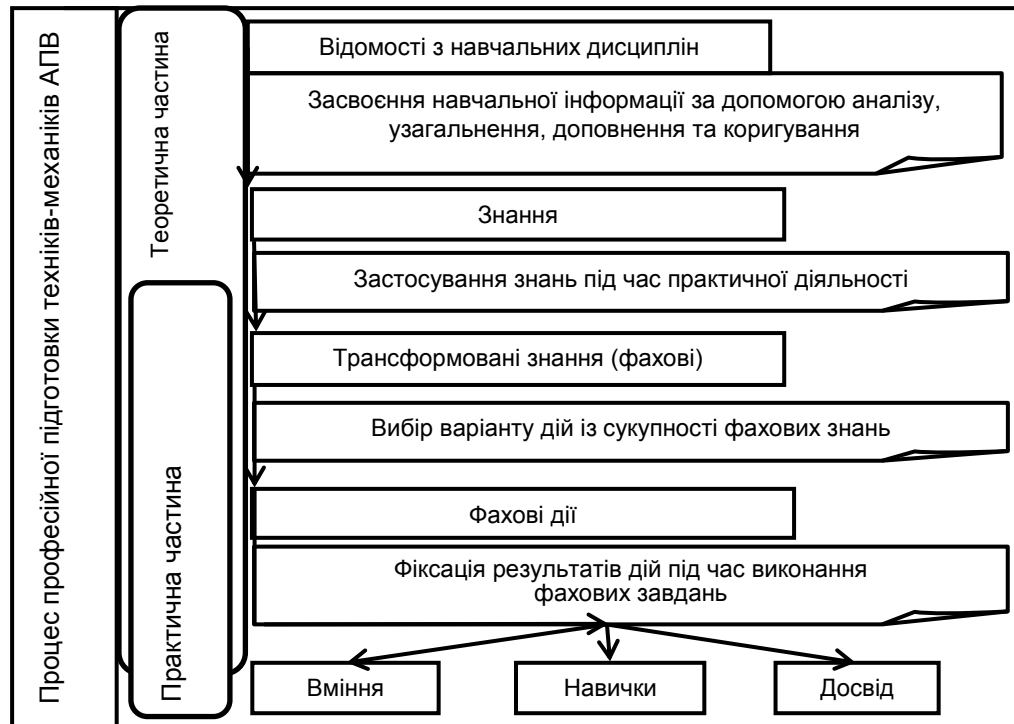 Процес професійної підготовки техніків-механіків АПВ
Теоретична частина
Практична частина
Відомості з навчальних дисциплін
Засвоєння навчальної інформації за допомогою аналізу,
узагальнення, доповнення та коригування
Знання
Застосування знань під час практичної діяльності
Трансформовані знання (фахові)
Вибір варіанту дій із сукупності фахових знань
Фахові дії
Фіксація результатів дій під час виконання
фахових завдань
Вміння
Навички
Досвід